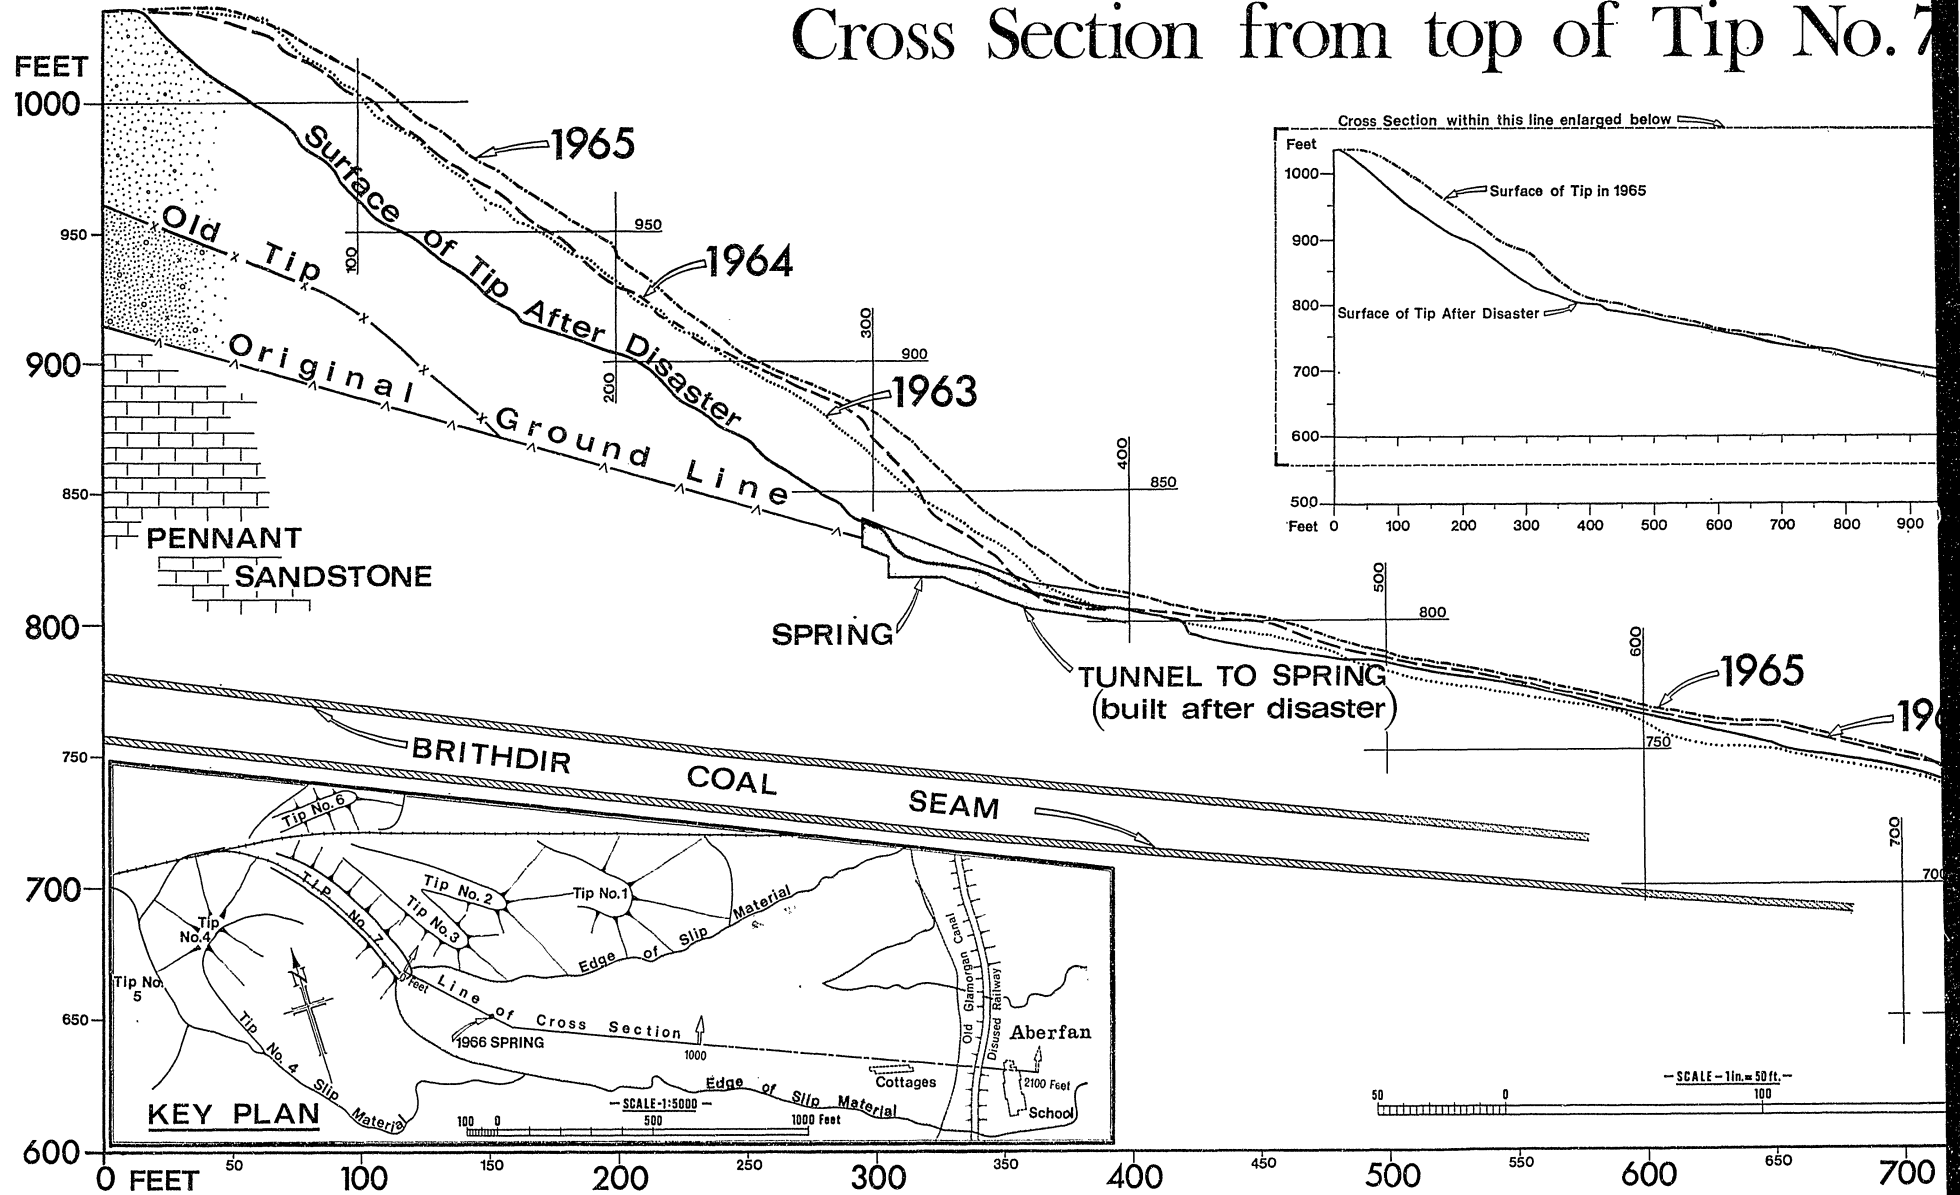 Cross Section from top of Tip No. 7
FEET
1000
950
900
850
800
750
700
650
600
0 FEET
50
100
150
200
250
300
350
400
450
500
550
600
650
700
1965
1964
1963
Surface of Tip After Disaster
Old Tip
Original Ground Line
100
950
200
900
300
850
400
800
500
750
600
700
700
PENNANT
SANDSTONE
SPRING
TUNNEL TO SPRING
(built after disaster)
1965
BRITHDIR COAL SEAM
Cross Section within this line enlarged below
Feet
1000
900
800
700
600
500
Feet 0 100 200 300 400 500 600 700 800 900
Surface of Tip in 1965
Surface of Tip After Disaster
Tip No. 6
TIP No. 7
Tip No. 2
Tip No. 1
Tip No. 3
Tip
No. 4
Tip No.
5
N
0 Feet
Edge of Slip Material
Line of Cross Section
1966 SPRING
1000
Old Glamorgan Canal
Disused Railway
Aberfan
2100 Feet
Cottages
School
Tip No. 4 Slip Material
Edge of Slip Material
KEY PLAN
SCALE-1:5000
100 0 500 1000 Feet
SCALE-1in.=50ft.
50 0 100